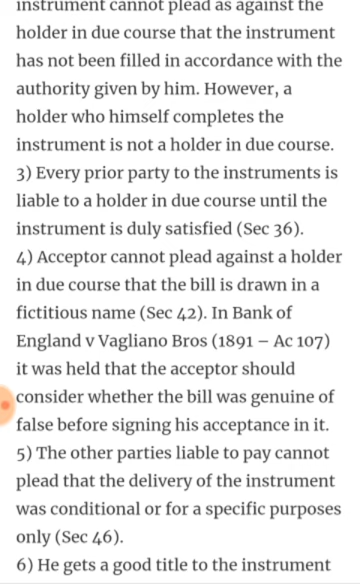 instrument cannot plead as against the
holder in due course that the instrument
has not been filled in accordance with the
authority given by him. However, a
holder who himself completes the
instrument is not a holder in due course.
3) Every prior party to the instruments is
liable to a holder in due course until the
instrument is duly satisfied (Sec 36).
4) Acceptor cannot plead against a holder
in due course that the bill is drawn in a
fictitious name (Sec 42). In Bank of
England v Vagliano Bros (1891 – Ac 107)
it was held that the acceptor should
consider whether the bill was genuine of
false before signing his acceptance in it.
5) The other parties liable to pay cannot
plead that the delivery of the instrument
was conditional or for a specific purposes
only (Sec 46).
6) He gets a good title to the instrument